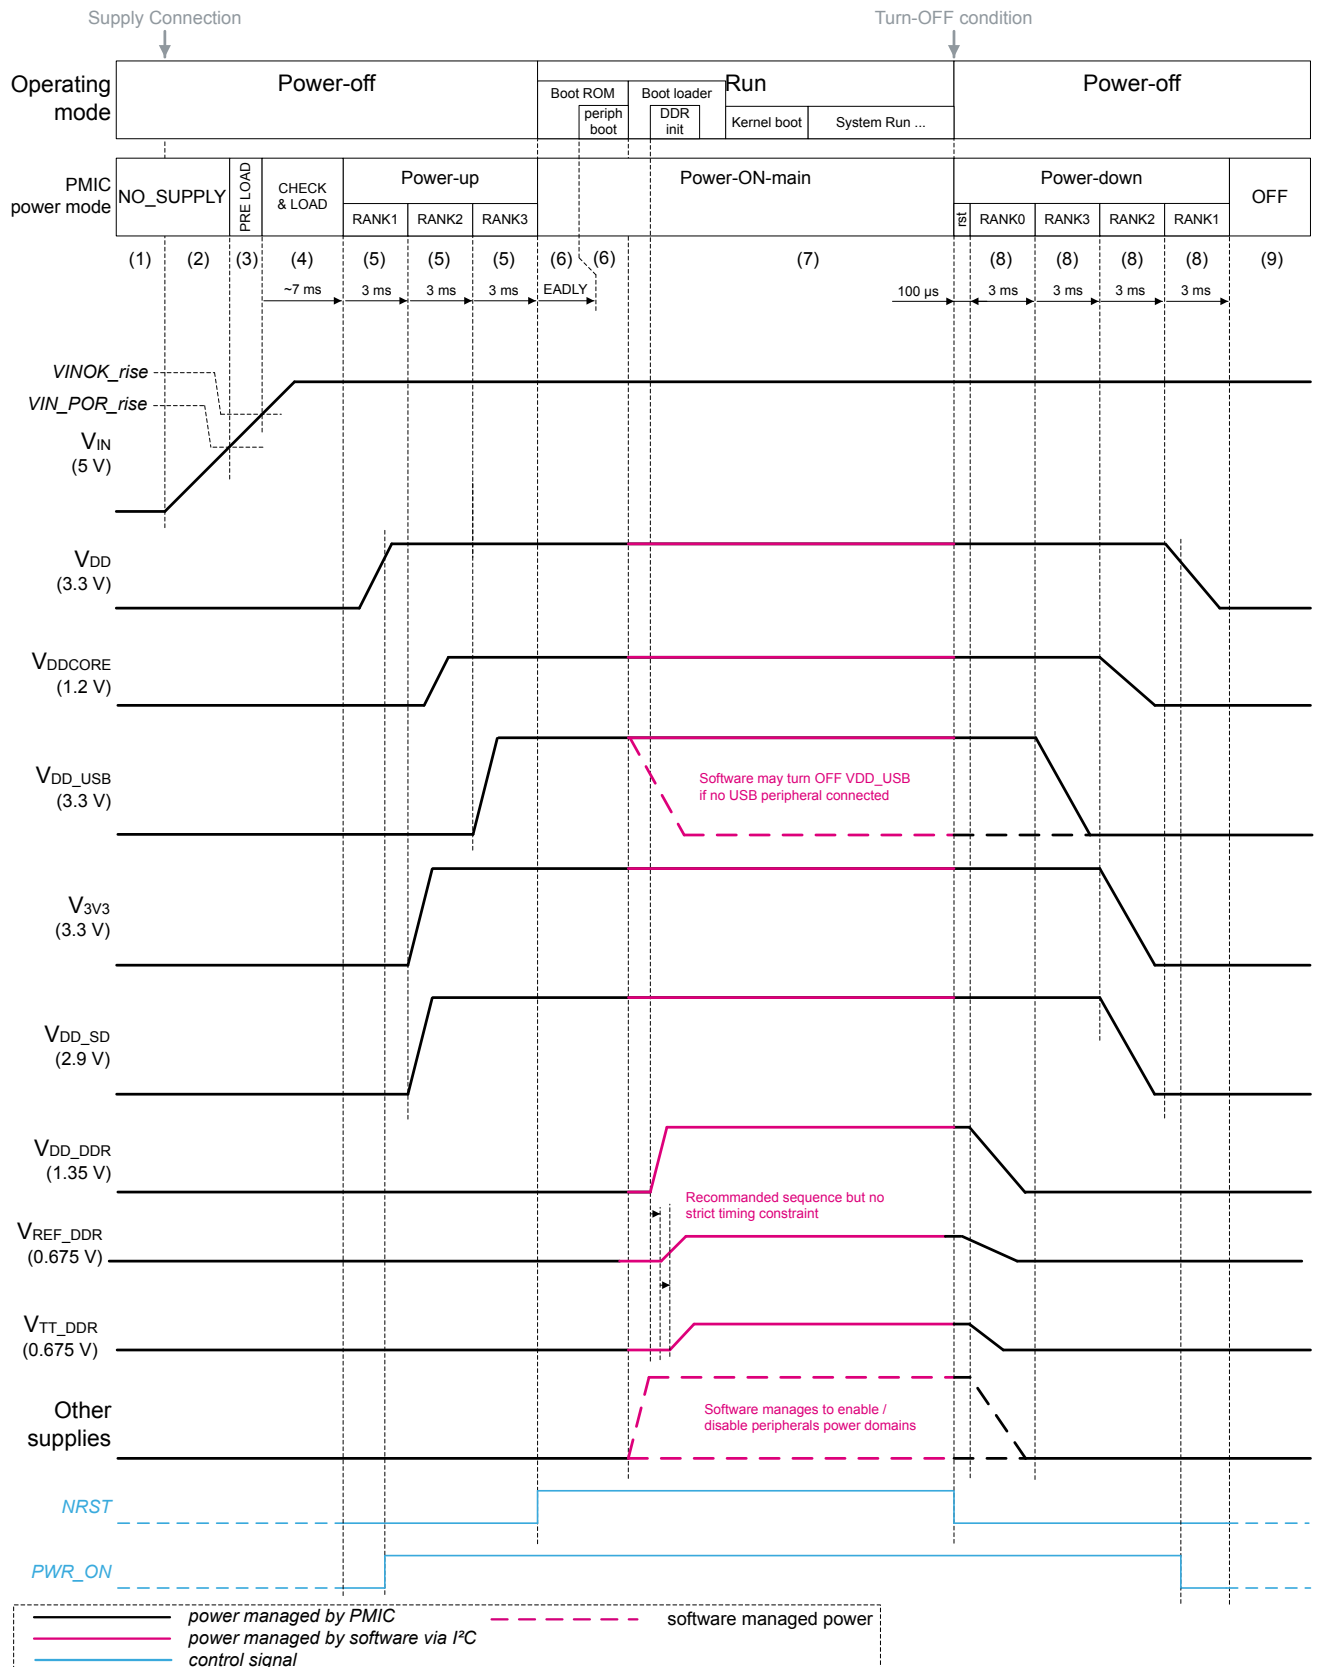 Supply Connection
Turn-OFF condition
Operating
mode
Power-off
Run
Power-off
Boot ROM
Boot loader
periph
boot
DDR
init
Kernel boot
System Run ...
PMIC
power mode
NO_SUPPLY
PRE LOAD
CHECK
& LOAD
Power-up
Power-ON-main
Power-down
OFF
RANK1
RANK2
RANK3
rst
RANK0
RANK3
RANK2
RANK1
(1)
(2)
(3)
(4)
(5)
(5)
(5)
(6)
(6)
(7)
(8)
(8)
(8)
(8)
(9)
~7 ms
3 ms
3 ms
3 ms
EADLY
100 µs
3 ms
3 ms
3 ms
3 ms
VINOK_rise
VIN_POR_rise
VIN
(5 V)
VDD
(3.3 V)
VDDCORE
(1.2 V)
VDD_USB
(3.3 V)
Software may turn OFF VDD_USB
if no USB peripheral connected
V3V3
(3.3 V)
VDD_SD
(2.9 V)
VDD_DDR
(1.35 V)
Recommanded sequence but no
strict timing constraint
VREF_DDR
(0.675 V)
VTT_DDR
(0.675 V)
Other
supplies
Software manages to enable /
disable peripherals power domains
NRST
PWR_ON
power managed by PMIC
software managed power
power managed by software via I²C
control signal